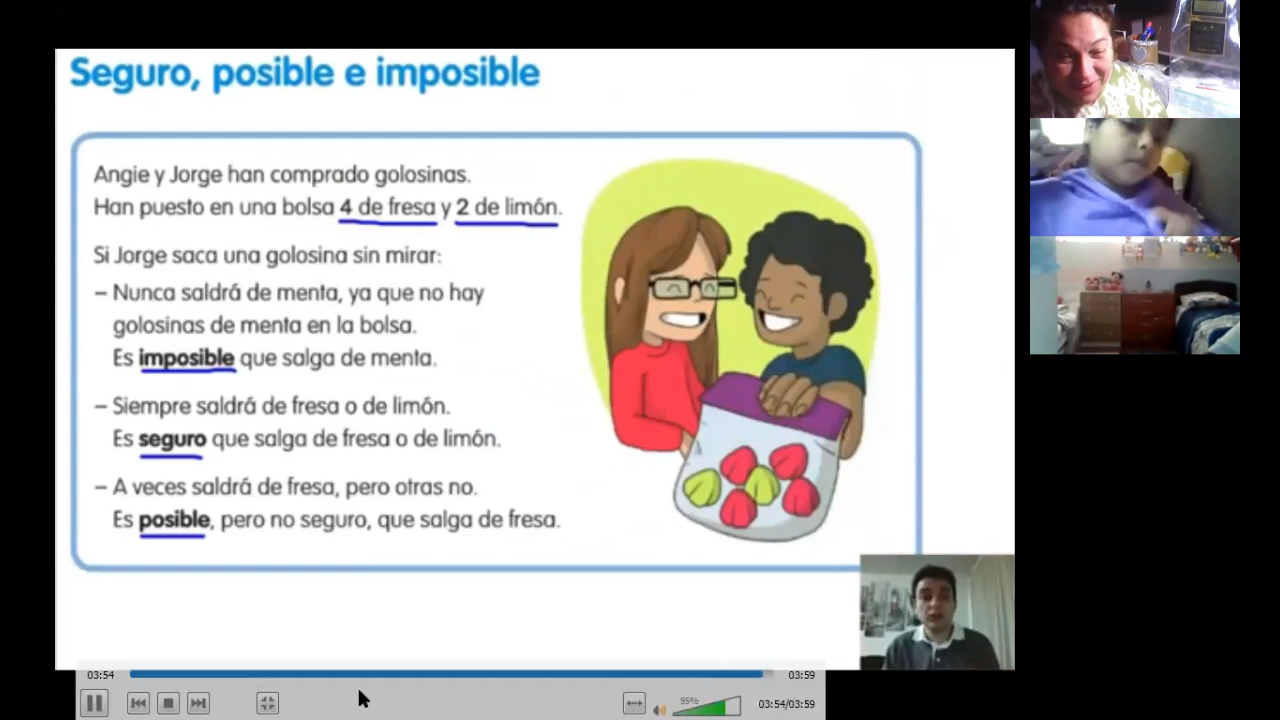 Seguro, posible e imposible
Angie y Jorge han comprado golosinas.
Han puesto en una bolsa 4 de fresa y 2 de limón.
Si Jorge saca una golosina sin mirar:
– Nunca saldrá de menta, ya que no hay
golosinas de menta en la bolsa.
Es imposible que salga de menta.
– Siempre saldrá de fresa o de limón.
Es seguro que salga de fresa o de limón.
– A veces saldrá de fresa, pero otras no.
Es posible, pero no seguro, que salga de fresa.
03:54 03:59
95%
03:54/03:59